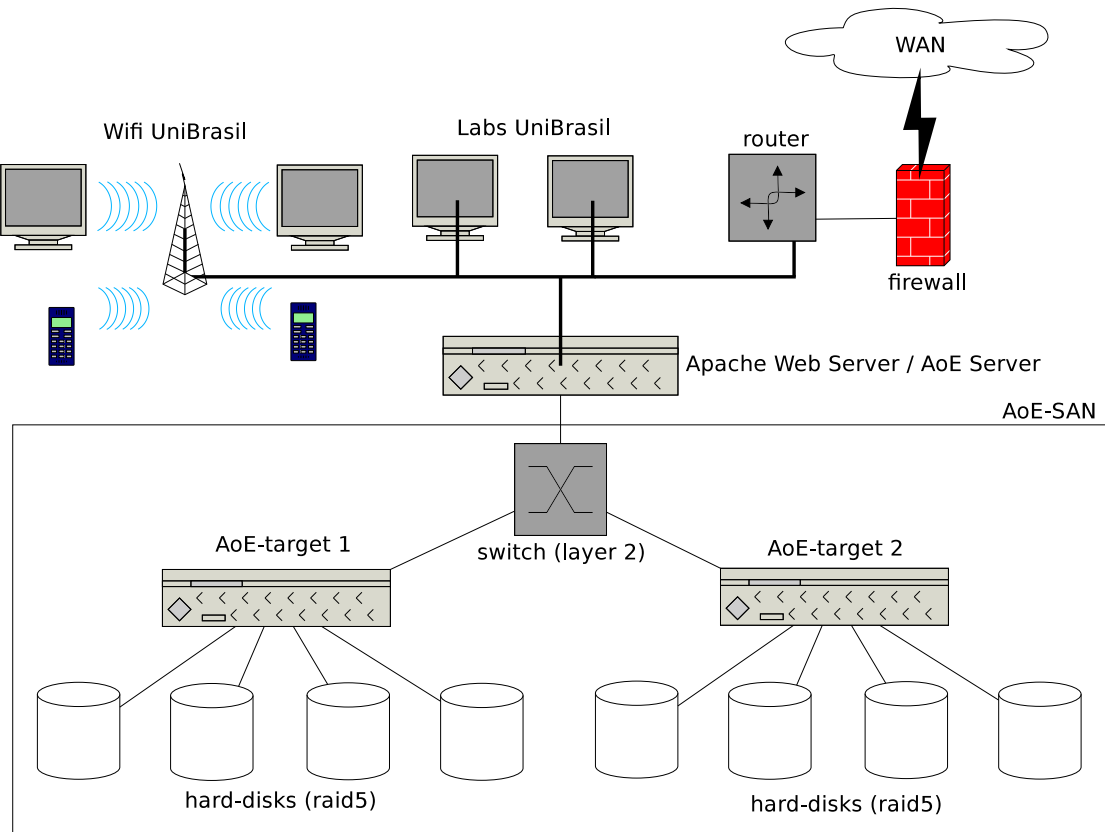 WAN
Wifi UniBrasil
Labs UniBrasil
router
firewall
Apache Web Server / AoE Server
AoE-SAN
switch (layer 2)
AoE-target 1
AoE-target 2
hard-disks (raid5)
hard-disks (raid5)